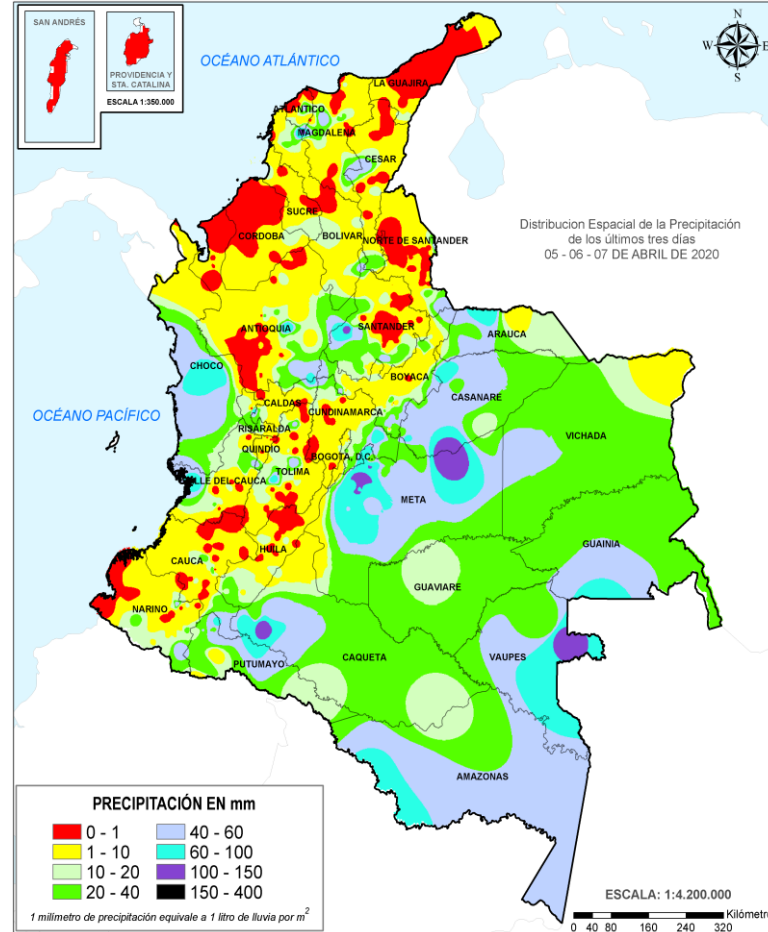 SAN ANDRÉS
PROVIDENCIA Y
STA. CATALINA
ESCALA 1:350.000
OCÉANO ATLÁNTICO
N
W
E
S
LA GUAJIRA
ATLÁNTICO
MAGDALENA
CESAR
SUCRE
CORDOBA
BOLIVAR
NORTE DE SANTANDER
Distribucion Espacial de la Precipitación
de los últimos tres días
05 - 06 - 07 DE ABRIL DE 2020
ANTIOQUIA
SANTANDER
ARAUCA
CHOCO
BOYACA
CASANARE
OCÉANO PACÍFICO
CALDAS
CUNDINAMARCA
RISARALDA
VICHADA
QUINDÍO
BOGOTA, D.C.
TOLIMA
VALLE DEL CAUCA
META
GUAINIA
HUILA
CAUCA
GUAVIARE
NARINO
PUTUMAYO
CAQUETA
VAUPES
AMAZONAS
PRECIPITACIÓN EN mm
0 - 1
40 - 60
1 - 10
60 - 100
10 - 20
100 - 150
20 - 40
150 - 400
1 milímetro de precipitación equivale a 1 litro de lluvia por m²
ESCALA: 1:4.200.000
Kilómetro
0 40 80 160 240 320